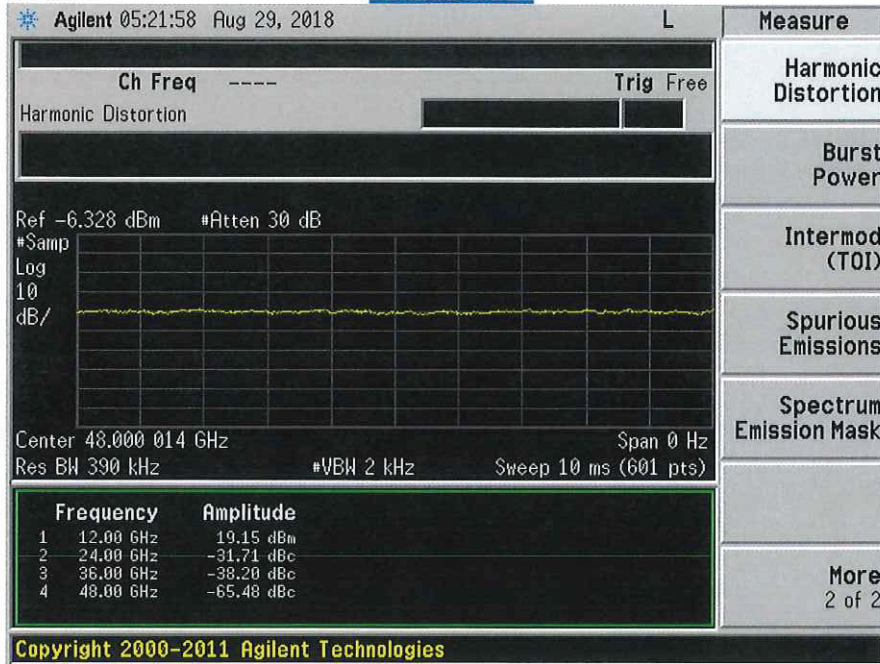 Agilent 05:21:58 Aug 29, 2018 L
Measure
Ch Freq ---- Trig Free
Harmonic Distortion
Ref -6.328 dBm #Atten 30 dB
#Samp
Log
10
dB/
Center 48.000 014 GHz Span 0 Hz
Res BW 390 kHz #VBW 2 kHz Sweep 10 ms (601 pts)
Frequency Amplitude
1 12.00 GHz 19.15 dBm
2 24.00 GHz -31.71 dBc
3 36.00 GHz -38.20 dBc
4 48.00 GHz -65.48 dBc
Copyright 2000-2011 Agilent Technologies
Harmonic
Distortion
Burst
Power
Intermod
(TOI)
Spurious
Emissions
Spectrum
Emission Mask
More
2 of 2